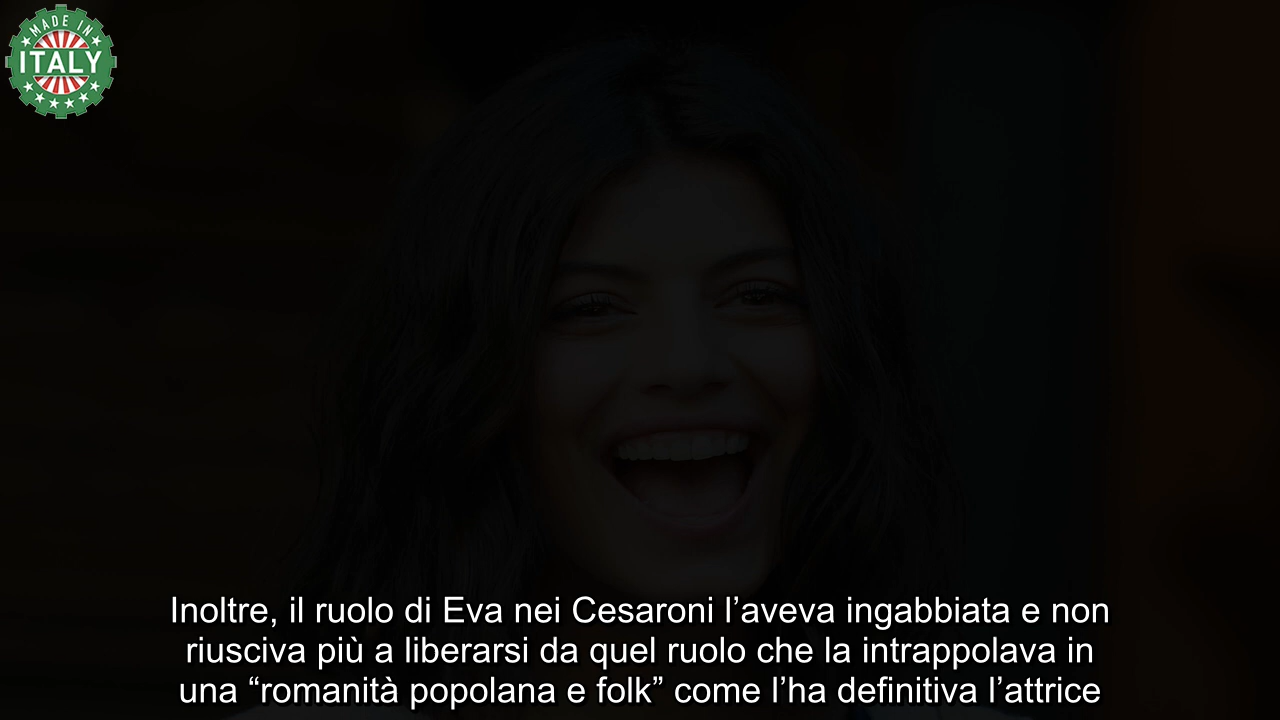 MADE IN
ITALY
Inoltre, il ruolo di Eva nei Cesaroni l’aveva ingabbiata e non
riusciva più a liberarsi da quel ruolo che la intrappolava in
una “romanità popolana e folk” come l’ha definitiva l’attrice